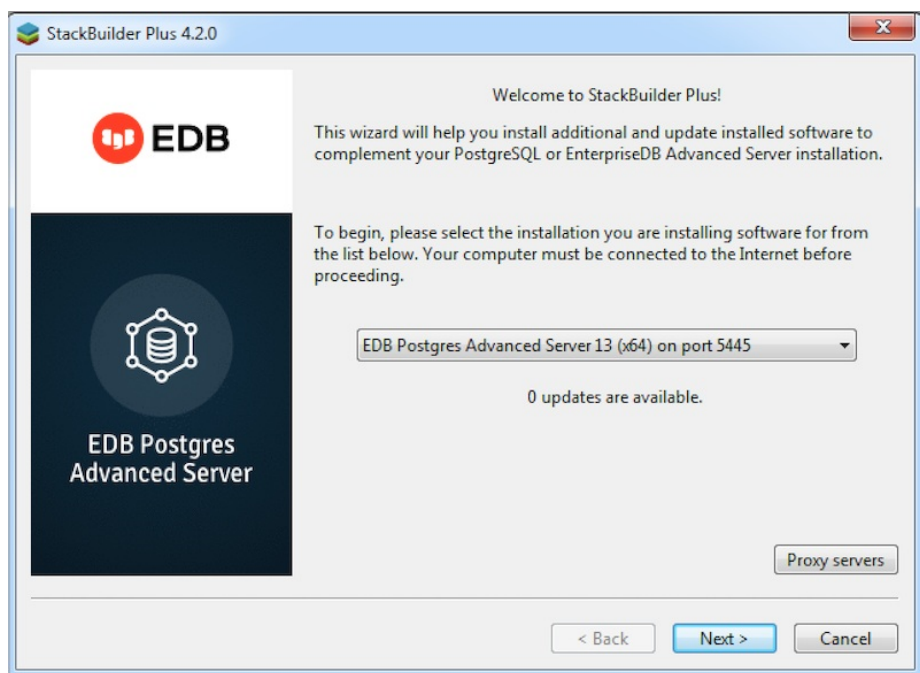 StackBuilder Plus 4.2.0
EDB
EDB Postgres
Advanced Server
Welcome to StackBuilder Plus!
This wizard will help you install additional and update installed software to
complement your PostgreSQL or EnterpriseDB Advanced Server installation.
To begin, please select the installation you are installing software for from
the list below. Your computer must be connected to the Internet before
proceeding.
EDB Postgres Advanced Server 13 (x64) on port 5445
0 updates are available.
Proxy servers
< Back
Next >
Cancel